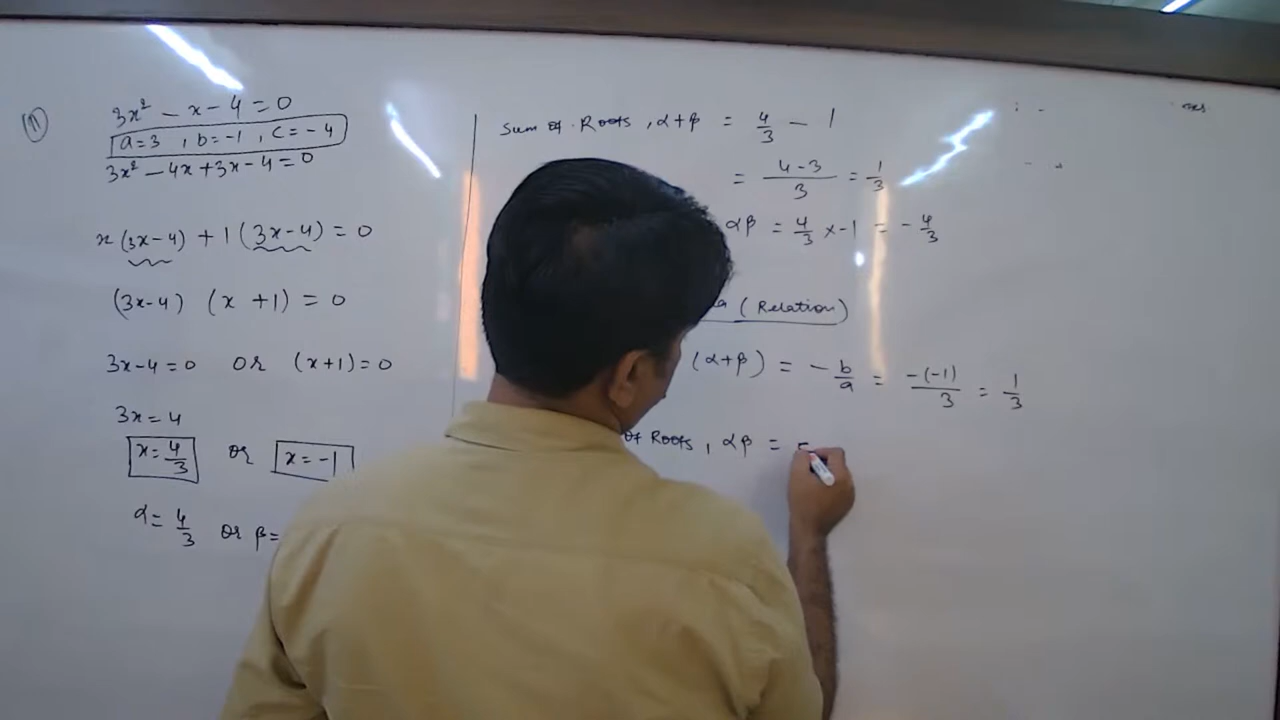 11
3x² - x - 4 = 0
a = 3 , b = -1 , c = - 4
3x² - 4x + 3x - 4 = 0
x (3x - 4) + 1 (3x - 4) = 0
(3x - 4) (x + 1) = 0
3x - 4 = 0 or (x + 1) = 0
3x = 4
x = 4/3 or x = -1
α = 4/3 or β =
Sum of Roots , α + β = 4/3 - 1
= 4 - 3/3 = 1/3
αβ = 4/3 × -1 = - 4/3
(Relation)
(α + β) = - b/a = -(-1)/3 = 1/3
of Roots , αβ =